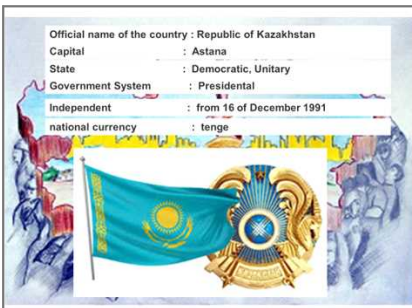 Official name of the country : Republic of Kazakhstan
Capital : Astana
State : Democratic, Unitary
Government System : Presidental
Independent : from 16 of December 1991
national currency : tenge